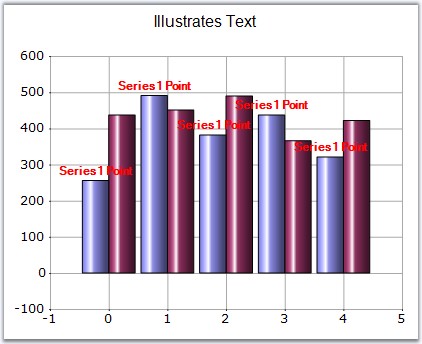 Illustrates Text
600
500
400
300
200
100
0
-100
Series1 Point
Series1 Point
Series1 Point
Series1 Point
Series1 Point
-1 0 1 2 3 4 5